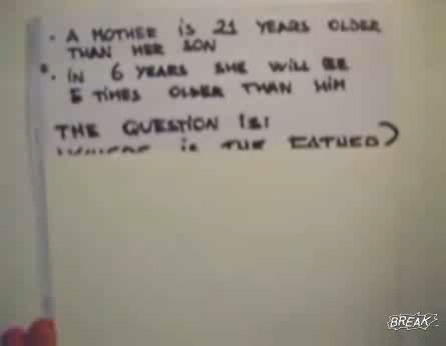 · A MOTHER is 21 YEARS OLDER
THAN HER SON
· IN 6 YEARS SHE WILL BE
5 TIMES OLDER THAN HIM
THE QUESTION IS:
WHERE is THE FATHER?
BREAK